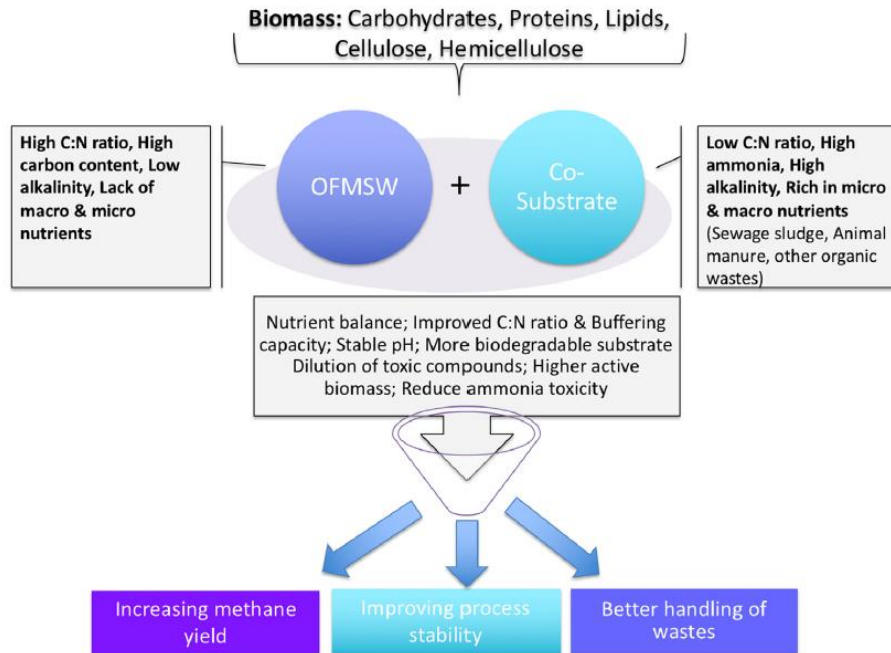 Biomass: Carbohydrates, Proteins, Lipids,
Cellulose, Hemicellulose
High C:N ratio, High
carbon content, Low
alkalinity, Lack of
macro & micro
nutrients
OFMSW
+
Co-
Substrate
Low C:N ratio, High
ammonia, High
alkalinity, Rich in micro
& macro nutrients
(Sewage sludge, Animal
manure, other organic
wastes)
Nutrient balance; Improved C:N ratio & Buffering
capacity; Stable pH; More biodegradable substrate
Dilution of toxic compounds; Higher active
biomass; Reduce ammonia toxicity
Increasing methane
yield
Improving process
stability
Better handling of
wastes